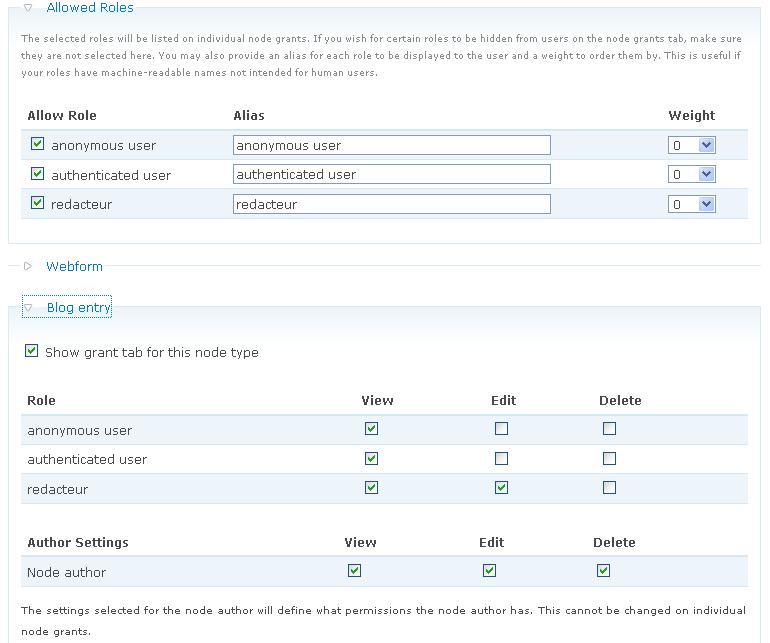 Allowed Roles
The selected roles will be listed on individual node grants. If you wish for certain roles to be hidden from users on the node grants tab, make sure
they are not selected here. You may also provide an alias for each role to be displayed to the user and a weight to order them by. This is useful if
your roles have machine-readable names not intended for human users.
Allow Role Alias Weight
anonymous user anonymous user 0
authenticated user authenticated user 0
redacteur redacteur 0
Webform
Blog entry
Show grant tab for this node type
Role View Edit Delete
anonymous user
authenticated user
redacteur
Author Settings View Edit Delete
Node author
The settings selected for the node author will define what permissions the node author has. This cannot be changed on individual
node grants.